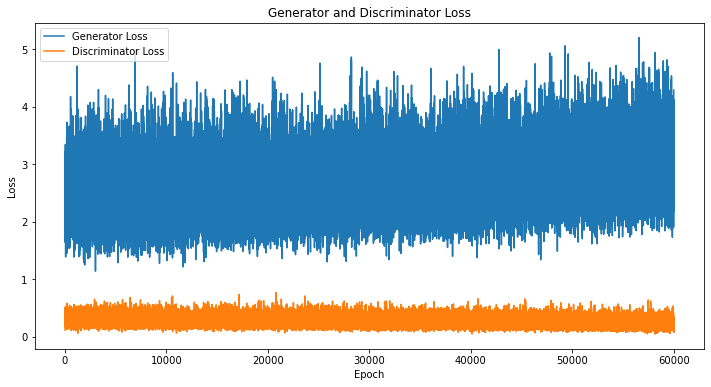 Generator and Discriminator Loss
Generator Loss
Discriminator Loss
5
4
3
2
1
0
Loss
0
10000
20000
30000
40000
50000
60000
Epoch